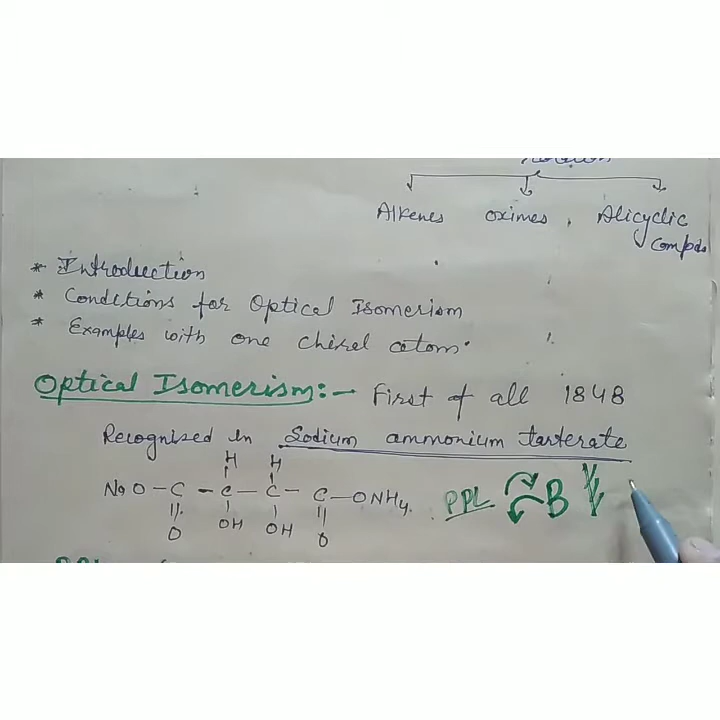 Alkenes oximes, Alicyclic
Compds
* Introduction
* Conditions for Optical Isomerism
* Examples with one chirel atom.
Optical Isomerism:- First of all 1848
Recognised in Sodium ammonium tarterate
H H
NaO - C - C - C - C - ONH4.
PPL B
O OH OH O